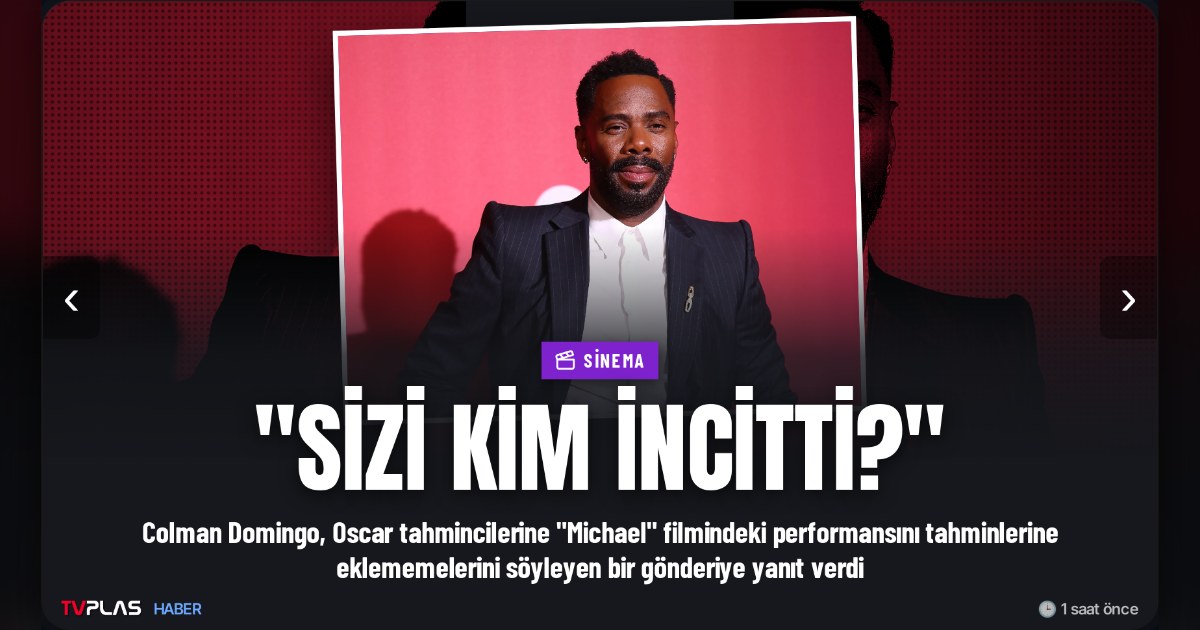 SİNEMA
"SİZİ KİM İNCİTTİ?"
Colman Domingo, Oscar tahmincilerine "Michael" filmindeki performansını tahminlerine
eklememelerini söyleyen bir gönderiye yanıt verdi
TVPLAS HABER
1 saat önce